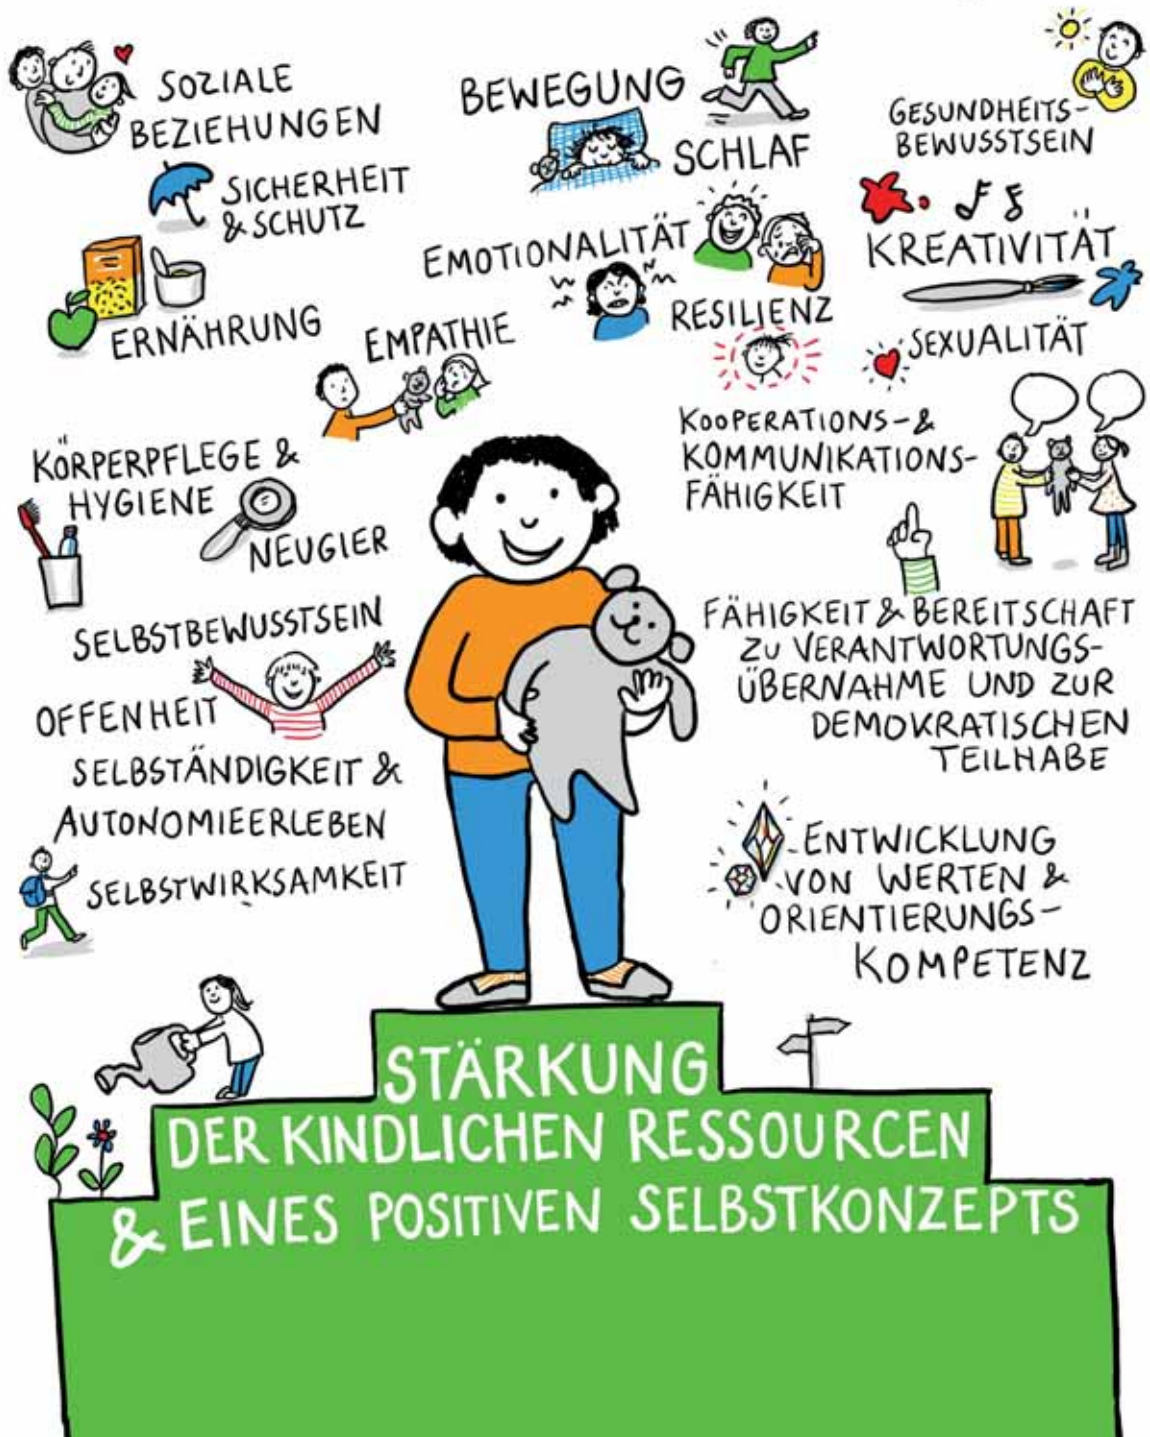 SOZIALE
BEZIEHUNGEN
SICHERHEIT
& SCHUTZ
ERNÄHRUNG
EMPATHIE
BEWEGUNG
SCHLAF
EMOTIONALITÄT
RESILIENZ
GESUNDHEITS-
BEWUSSTSEIN
KREATIVITÄT
SEXUALITÄT
KÖRPERPFLEGE &
HYGIENE
NEUGIER
SELBSTBEWUSSTSEIN
OFFENHEIT
SELBSTÄNDIGKEIT &
AUTONOMIEERLEBEN
SELBSTWIRKSAMKEIT
KOOPERATIONS- &
KOMMUNIKATIONS-
FÄHIGKEIT
FÄHIGKEIT & BEREITSCHAFT
ZU VERANTWORTUNGS-
ÜBERNAHME UND ZUR
DEMOKRATISCHEN
TEILHABE
ENTWICKLUNG
VON WERTEN &
ORIENTIERUNGS-
KOMPETENZ
STÄRKUNG
DER KINDLICHEN RESSOURCEN
& EINES POSITIVEN SELBSTKONZEPTS